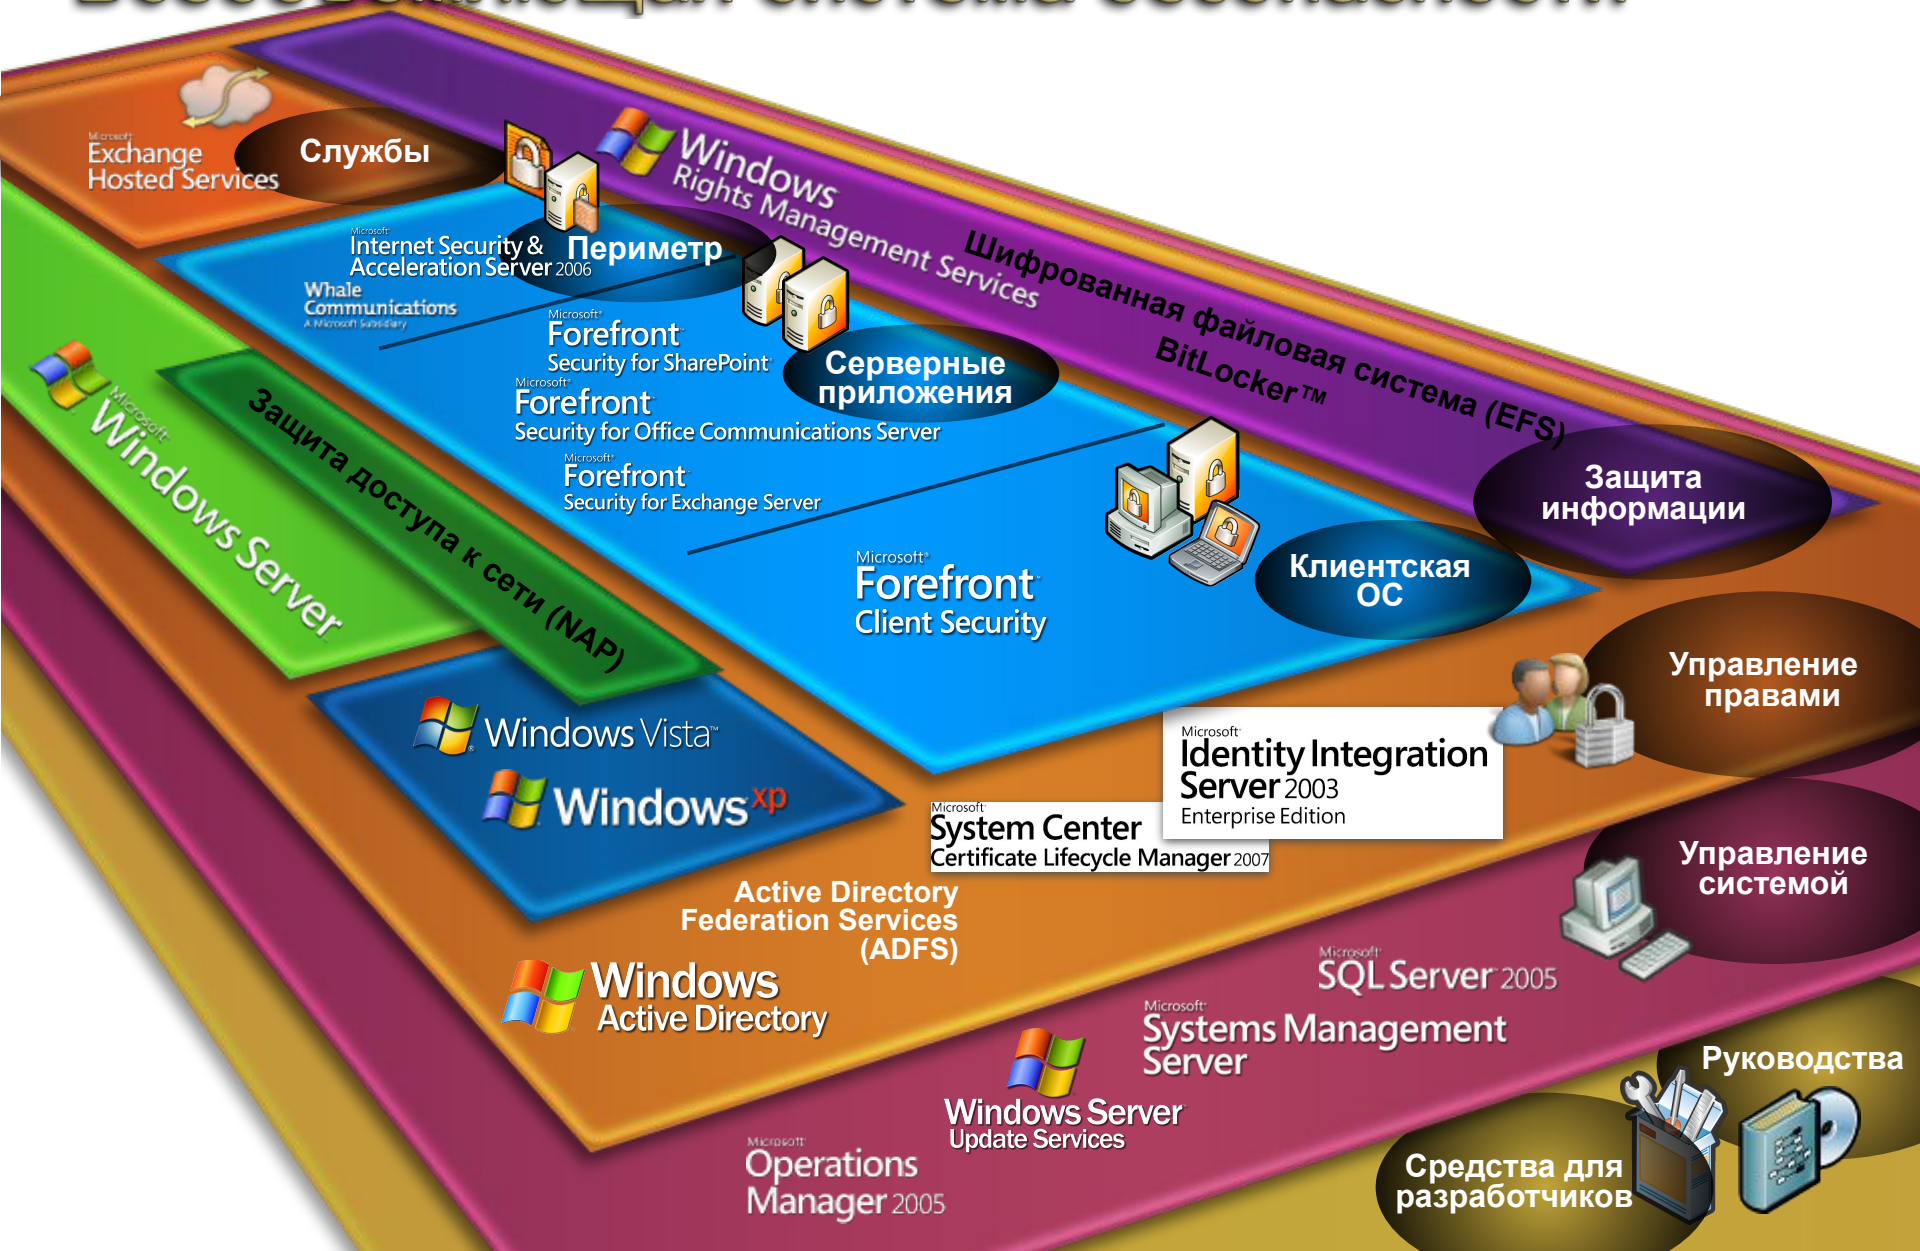 Microsoft
Exchange
Hosted Services
Службы
Windows
Rights Management Services
Шифрованная файловая система (EFS)
BitLocker™
Microsoft
Internet Security &
Acceleration Server 2006
Периметр
Whale
Communications
A Microsoft Subsidiary
Microsoft®
Forefront
Security for SharePoint
Серверные
приложения
Microsoft®
Forefront
Security for Office Communications Server
Microsoft®
Forefront
Security for Exchange Server
Microsoft
Windows Server
Защита доступа к сети (NAP)
Защита
информации
Microsoft®
Forefront
Client Security
Клиентская
ОС
Управление
правами
Windows Vista™
Windows xp
Microsoft
Identity Integration
Server 2003
Enterprise Edition
Microsoft
System Center
Certificate Lifecycle Manager 2007
Управление
системой
Active Directory
Federation Services
(ADFS)
Windows
Active Directory
Microsoft
SQL Server 2005
Microsoft
Systems Management
Server
Руководства
Windows Server
Update Services
Microsoft
Operations
Manager 2005
Средства для
разработчиков